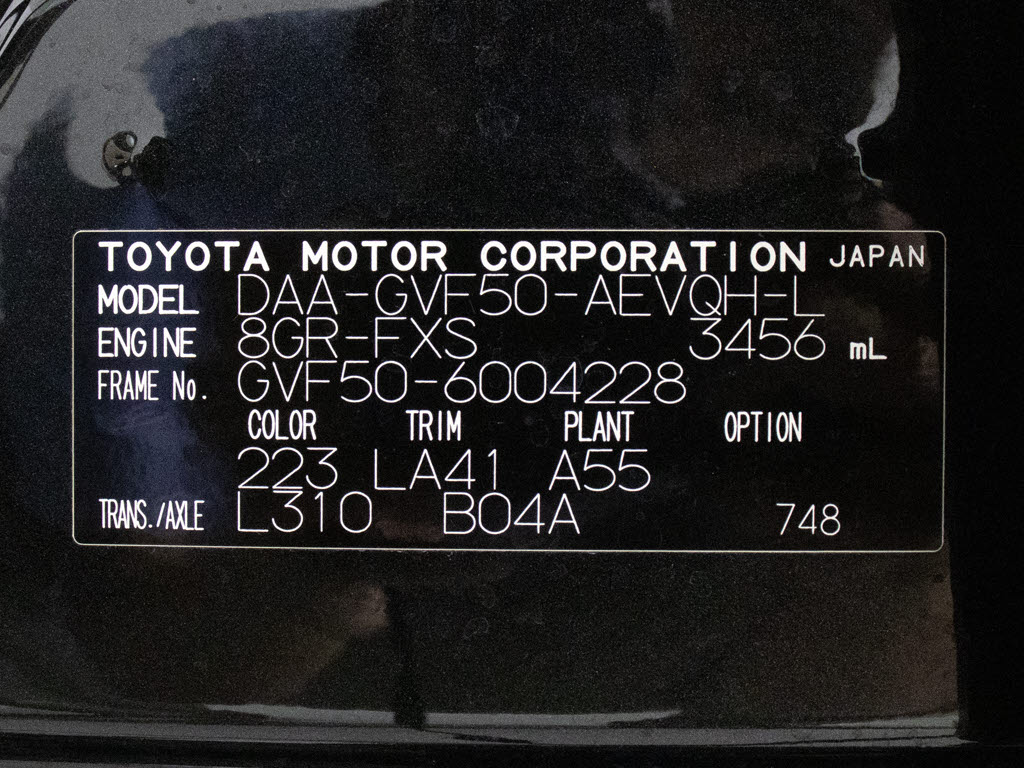 TOYOTA MOTOR CORPORATION JAPAN
MODEL DAA-GVF50-AEVQH-L
ENGINE 8GR-FXS 3456 mL
FRAME No. GVF50-6004228
COLOR TRIM PLANT OPTION
223 LA41 A55
TRANS./AXLE L310 B04A 748